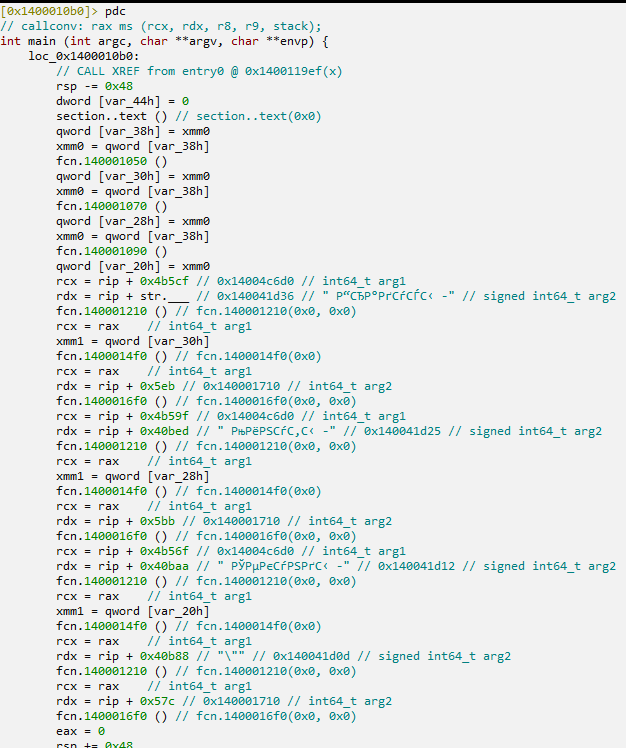 [0x1400010b0]> pdc
// callconv: rax ms (rcx, rdx, r8, r9, stack);
int main (int argc, char **argv, char **envp) {
loc_0x1400010b0:
// CALL XREF from entry0 @ 0x1400119ef(x)
rsp -= 0x48
dword [var_44h] = 0
section..text () // section..text(0x0)
qword [var_38h] = xmm0
xmm0 = qword [var_38h]
fcn.140001050 ()
qword [var_30h] = xmm0
xmm0 = qword [var_38h]
fcn.140001070 ()
qword [var_28h] = xmm0
xmm0 = qword [var_38h]
fcn.140001090 ()
qword [var_20h] = xmm0
rcx = rip + 0x4b5cf // 0x14004c6d0 // int64_t arg1
rdx = rip + str.___ // 0x140041d36 // " Р“СЂР°РґСѓСЃС‹ -" // signed int64_t arg2
fcn.140001210 () // fcn.140001210(0x0, 0x0)
rcx = rax // int64_t arg1
xmm1 = qword [var_30h]
fcn.1400014f0 () // fcn.1400014f0(0x0)
rcx = rax // int64_t arg1
rdx = rip + 0x5eb // 0x140001710 // int64_t arg2
fcn.1400016f0 () // fcn.1400016f0(0x0, 0x0)
rcx = rip + 0x4b59f // 0x14004c6d0 // int64_t arg1
rdx = rip + 0x40bed // " РњРёРЅСѓС‚С‹ -" // 0x140041d25 // signed int64_t arg2
fcn.140001210 () // fcn.140001210(0x0, 0x0)
rcx = rax // int64_t arg1
xmm1 = qword [var_28h]
fcn.1400014f0 () // fcn.1400014f0(0x0)
rcx = rax // int64_t arg1
rdx = rip + 0x5bb // 0x140001710 // int64_t arg2
fcn.1400016f0 () // fcn.1400016f0(0x0, 0x0)
rcx = rip + 0x4b56f // 0x14004c6d0 // int64_t arg1
rdx = rip + 0x40baa // " РЎРµРєСѓРЅРґС‹ -" // 0x140041d12 // signed int64_t arg2
fcn.140001210 () // fcn.140001210(0x0, 0x0)
rcx = rax // int64_t arg1
xmm1 = qword [var_20h]
fcn.1400014f0 () // fcn.1400014f0(0x0)
rcx = rax // int64_t arg1
rdx = rip + 0x40b88 // "\"" // 0x140041d0d // signed int64_t arg2
fcn.140001210 () // fcn.140001210(0x0, 0x0)
rcx = rax // int64_t arg1
rdx = rip + 0x57c // 0x140001710 // int64_t arg2
fcn.1400016f0 () // fcn.1400016f0(0x0, 0x0)
eax = 0
rsp += 0x48